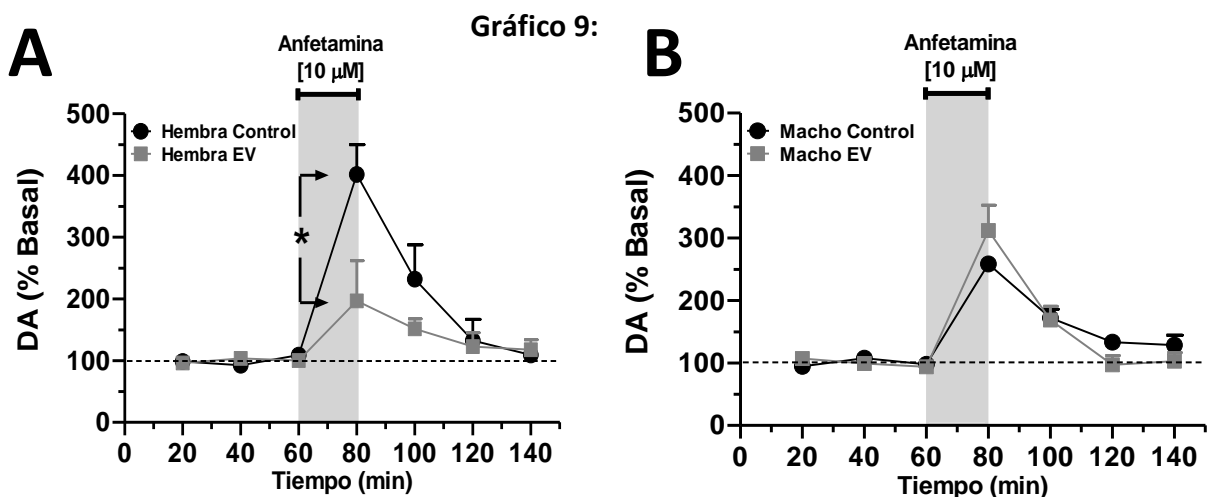 Gráfico 9:
A
Anfetamina
[10 μM]
Hembra Control
Hembra EV
*
DA (% Basal)
500
400
300
200
100
0
0 20 40 60 80 100 120 140
Tiempo (min)
B
Anfetamina
[10 μM]
Macho Control
Macho EV
DA (% Basal)
500
400
300
200
100
0
0 20 40 60 80 100 120 140
Tiempo (min)